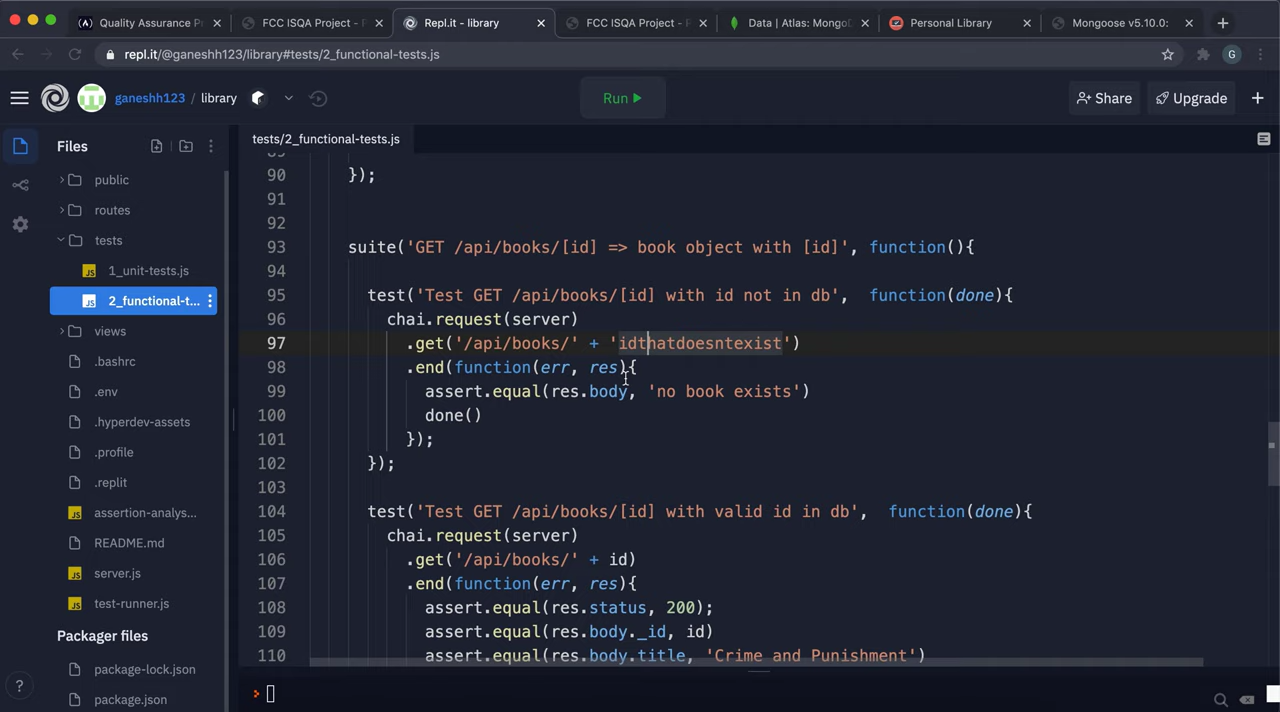 Quality Assurance P
FCC ISQA Project - F
Repl.it - library
FCC ISQA Project - F
Data | Atlas: MongoD
Personal Library
Mongoose v5.10.0:
repl.it/@ganeshh123/library#tests/2_functional-tests.js
G
ganeshh123 / library
Run
Share
Upgrade
Files
tests/2_functional-tests.js
public
routes
tests
1_unit-tests.js
2_functional-t...
views
.bashrc
.env
.hyperdev-assets
.profile
.replit
assertion-analys...
README.md
server.js
test-runner.js
Packager files
package-lock.json
package.json
89
90 });
91
92
93 suite('GET /api/books/[id] => book object with [id]', function(){
94
95 test('Test GET /api/books/[id] with id not in db', function(done){
96 chai.request(server)
97 .get('/api/books/' + 'idthatdoesntexist')
98 .end(function(err, res){
99 assert.equal(res.body, 'no book exists')
100 done()
101 });
102 });
103
104 test('Test GET /api/books/[id] with valid id in db', function(done){
105 chai.request(server)
106 .get('/api/books/' + id)
107 .end(function(err, res){
108 assert.equal(res.status, 200);
109 assert.equal(res.body._id, id)
110 assert.equal(res.body.title, 'Crime and Punishment')
?
>